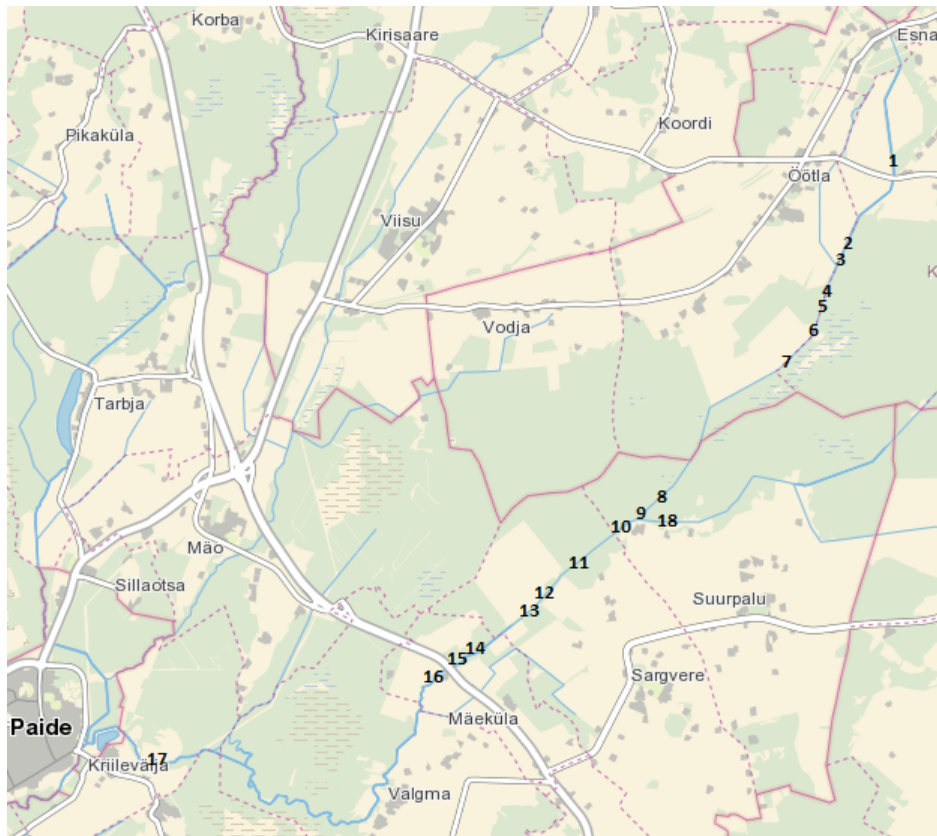 Korba
Kirisaare
Esna
Pikaküla
Koordi
1
Öötla
Viisu
2
3
K
4
5
Vodja
6
7
Tarbja
8
9
18
10
Mäo
11
Sillaotsa
12
Suurpalu
13
14
15
16
Sargvere
Mäeküla
Paide
17
Kriilevälja
Valgma